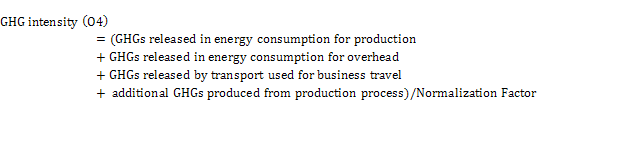 GHG intensity (O4)
= (GHGs released in energy consumption for production
+ GHGs released in energy consumption for overhead
+ GHGs released by transport used for business travel
+ additional GHGs produced from production process)/Normalization Factor